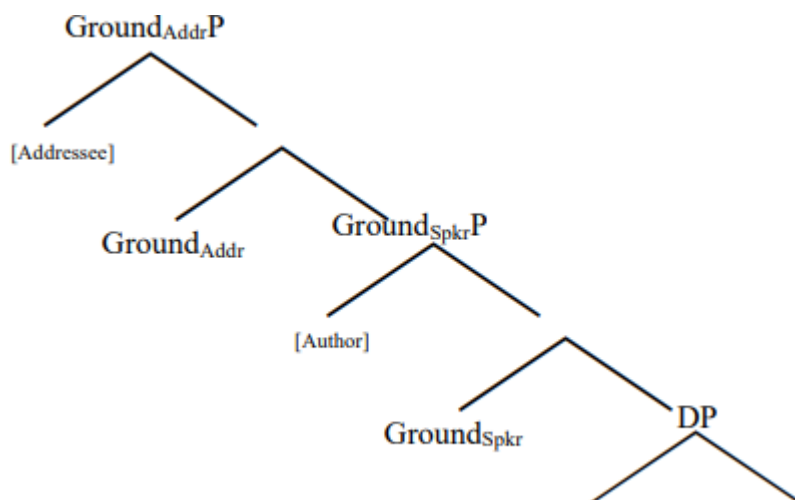 GroundAddrP
[Addressee]
GroundAddr
GroundSpkrP
[Author]
GroundSpkr
DP